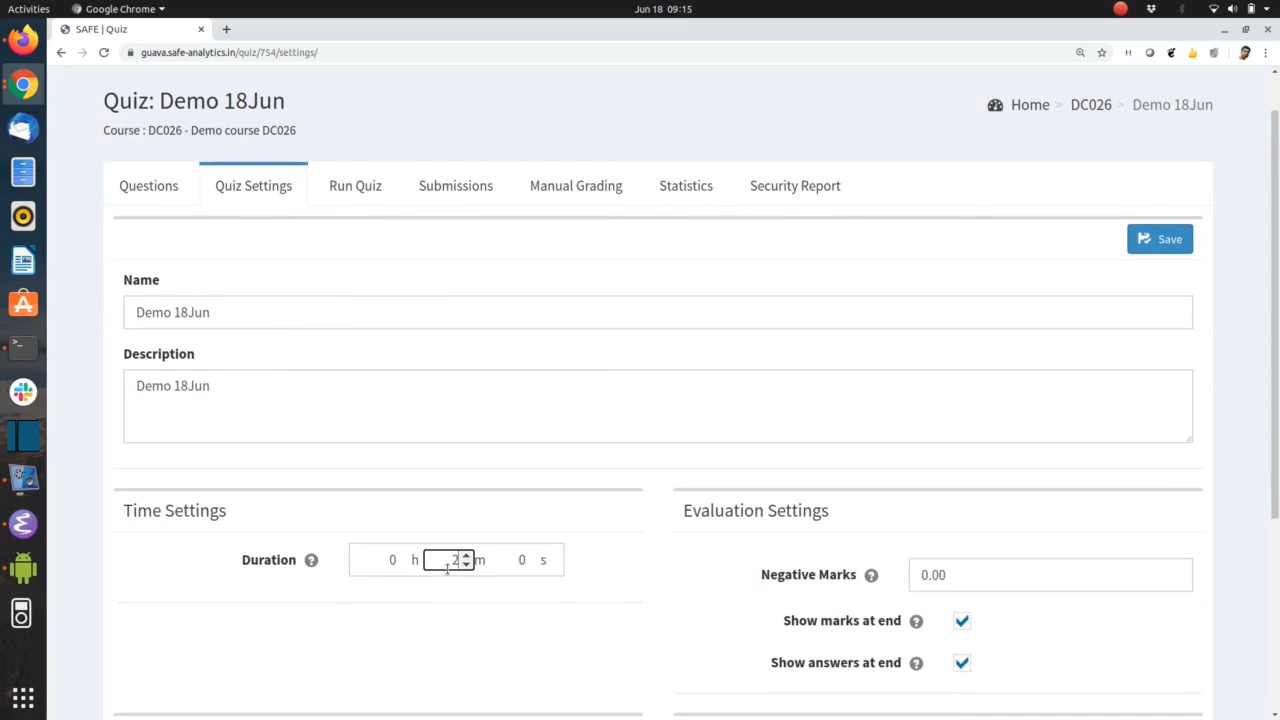 Activities Google Chrome Jun 18 09:15
SAFE | Quiz
guava.safe-analytics.in/quiz/754/settings/
Quiz: Demo 18Jun
Home > DC026 > Demo 18Jun
Course : DC026 - Demo course DC026
Questions Quiz Settings Run Quiz Submissions Manual Grading Statistics Security Report
Save
Name
Demo 18Jun
Description
Demo 18Jun
Time Settings Evaluation Settings
Duration ? 0 h 2 m 0 s
Negative Marks ? 0.00
Show marks at end ?
Show answers at end ?